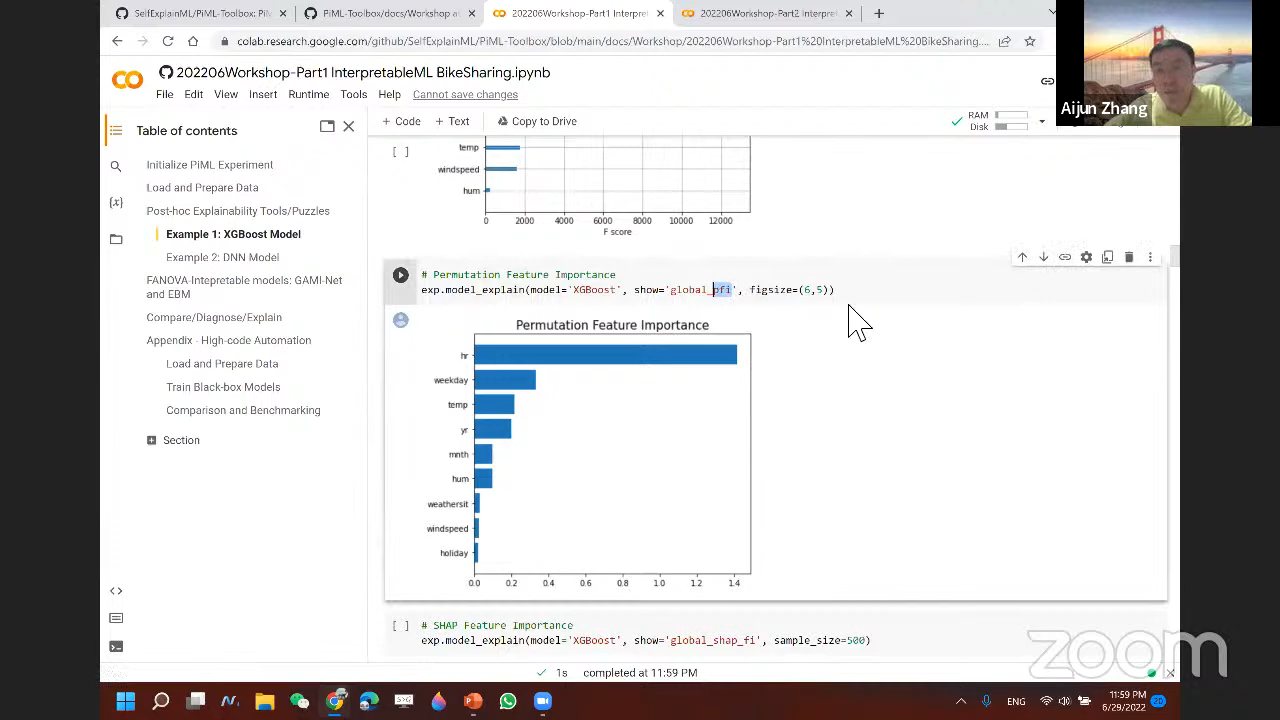 SelfExplainML/PiML-Toolbox: PiM
PiML-Toolbox/docs/Workshop at
202206Workshop-Part1 Interpret
202206Workshop-Part1 Interpret
colab.research.google.com/github/SelfExplainML/PiML-Toolbox/blob/main/docs/Workshop/202206Workshop-Part1%20InterpretableML%20BikeSharing....
Aijun Zhang
CO
202206Workshop-Part1 InterpretableML BikeSharing.ipynb
File Edit View Insert Runtime Tools Help Cannot save changes
Table of contents
+ Code + Text Copy to Drive
RAM
Disk
Initialize PiML Experiment
Load and Prepare Data
Post-hoc Explainability Tools/Puzzles
Example 1: XGBoost Model
Example 2: DNN Model
FANOVA-Intepretable models: GAMI-Net and EBM
Compare/Diagnose/Explain
Appendix - High-code Automation
Load and Prepare Data
Train Black-box Models
Comparison and Benchmarking
Section
[ ]
temp
windspeed
hum
0 2000 4000 6000 8000 10000 12000
F score
# Permutation Feature Importance
exp.model_explain(model='XGBoost', show='global_pfi', figsize=(6,5))
Permutation Feature Importance
hr
weekday
temp
yr
mnth
hum
weathersit
windspeed
holiday
0.0 0.2 0.4 0.6 0.8 1.0 1.2 1.4
[ ] # SHAP Feature Importance
exp.model_explain(model='XGBoost', show='global_shap_fi', sample_size=500)
zoom
1s completed at 11:59 PM
ENG
11:59 PM
6/29/2022
20